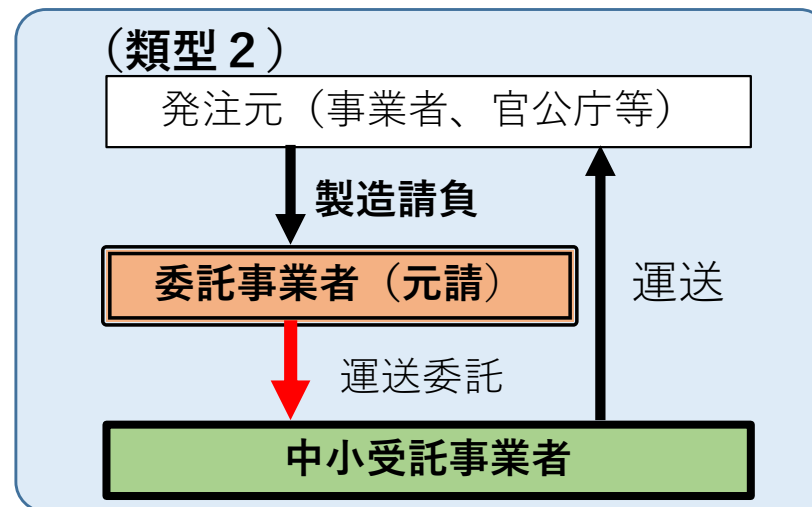 （類型２）
発注元（事業者、官公庁等）
製造請負
委託事業者（元請）
運送
運送委託
中小受託事業者